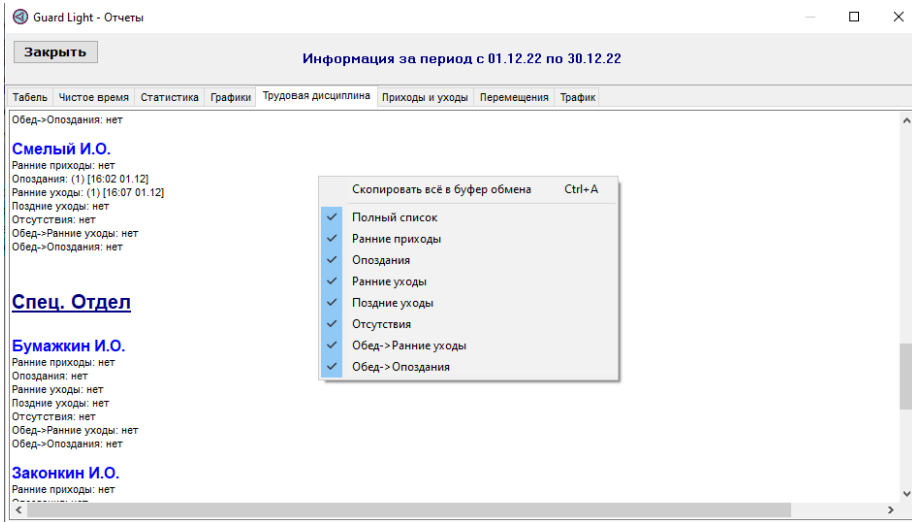 Guard Light - Отчеты
Закрыть
Информация за период с 01.12.22 по 30.12.22
Табель Чистое время Статистика Графики Трудовая дисциплина Приходы и уходы Перемещения Трафик
Обед->Опоздания: нет
Смелый И.О.
Ранние приходы: нет
Опоздания: (1) [16:02 01.12]
Ранние уходы: (1) [16:07 01.12]
Поздние уходы: нет
Отсутствия: нет
Обед->Ранние уходы: нет
Обед->Опоздания: нет
Скопировать всё в буфер обмена Ctrl+A
Полный список
Ранние приходы
Опоздания
Ранние уходы
Поздние уходы
Отсутствия
Обед->Ранние уходы
Обед->Опоздания
Спец. Отдел
Бумажкин И.О.
Ранние приходы: нет
Опоздания: нет
Ранние уходы: нет
Поздние уходы: нет
Отсутствия: нет
Обед->Ранние уходы: нет
Обед->Опоздания: нет
Законкин И.О.
Ранние приходы: нет